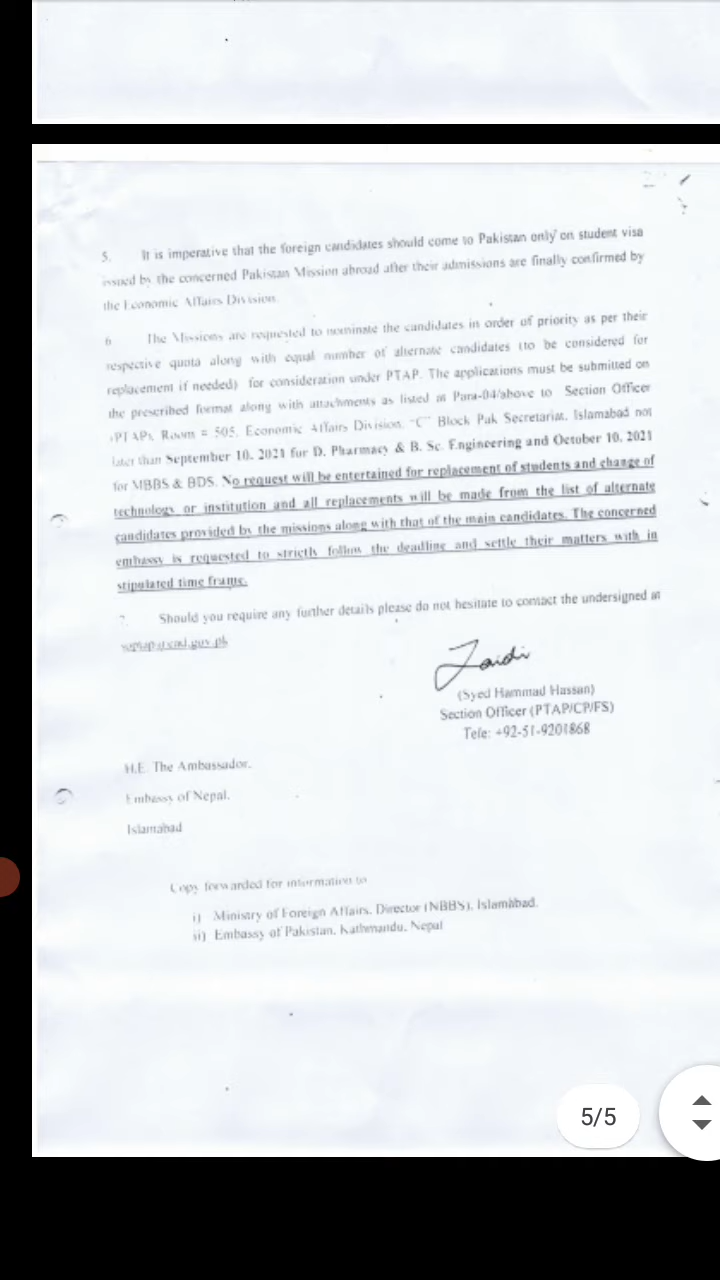 5. It is imperative that the foreign candidates should come to Pakistan only on student visa
issued by the concerned Pakistan Mission abroad after their admissions are finally confirmed by
the Economic Affairs Division.
6. The Missions are requested to nominate the candidates in order of priority as per their
respective quota along with equal number of alternate candidates (to be considered for
replacement if needed) for consideration under PTAP. The applications must be submitted on
the prescribed format along with attachments as listed at Para-04/above to Section Officer
(PTAP), Room = 505, Economic Affairs Division, "C" Block Pak Secretariat, Islamabad not
later than September 10, 2021 for D. Pharmacy & B. Sc. Engineering and October 10, 2021
for MBBS & BDS. No request will be entertained for replacement of students and change of
technology or institution and all replacements will be made from the list of alternate
candidates provided by the missions along with that of the main candidates. The concerned
embassy is requested to strictly follow the deadline and settle their matters with in
stipulated time frame.
7. Should you require any further details please do not hesitate to contact the undersigned at
Zaidi
(Syed Hammad Hassan)
Section Officer (PTAP/CP/FS)
Tele: +92-51-9201868
H.E. The Ambassador,
Embassy of Nepal,
Islamabad
Copy forwarded for information to
i) Ministry of Foreign Affairs, Director (NBBS), Islamabad.
ii) Embassy of Pakistan, Kathmandu, Nepal
5/5